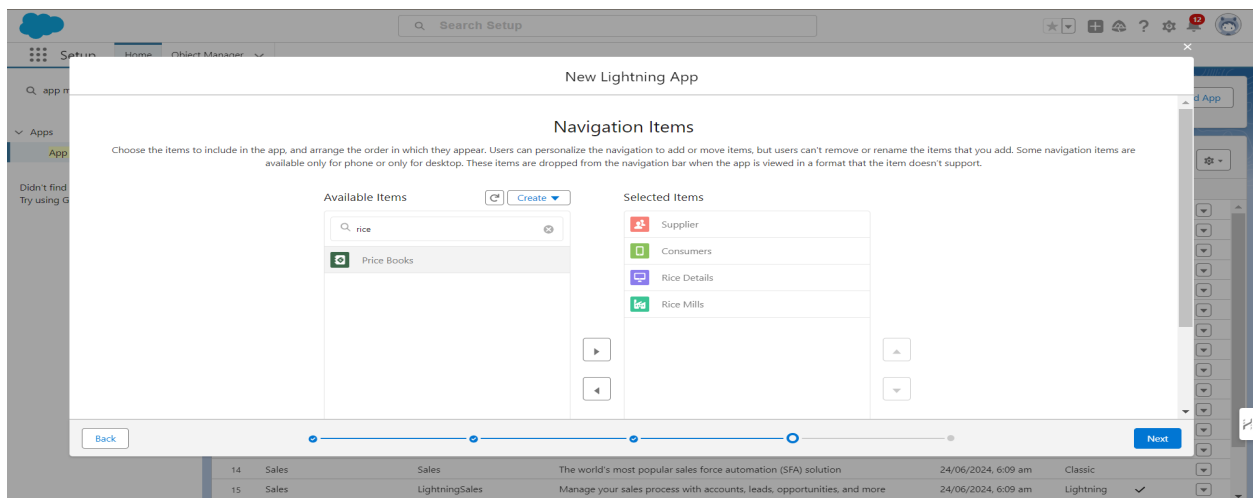 Search Setup
12
Setup
Home
Object Manager
New Lightning App
app m
d App
Navigation Items
Apps
App
Choose the items to include in the app, and arrange the order in which they appear. Users can personalize the navigation to add or move items, but users can't remove or rename the items that you add. Some navigation items are
available only for phone or only for desktop. These items are dropped from the navigation bar when the app is viewed in a format that the item doesn't support.
Didn't find
Try using G
Available Items
Create
Selected Items
rice
Price Books
Supplier
Consumers
Rice Details
Rice Mills
Back
Next
14 Sales Sales The world's most popular sales force automation (SFA) solution 24/06/2024, 6:09 am Classic
15 Sales LightningSales Manage your sales process with accounts, leads, opportunities, and more 24/06/2024, 6:09 am Lightning